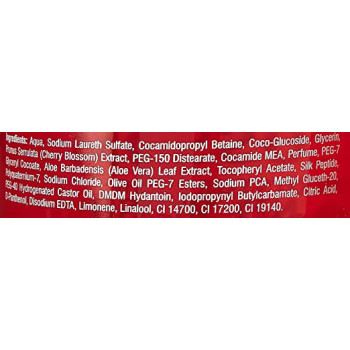 Ingredients: Aqua, Sodium Laureth Sulfate, Cocamidopropyl Betaine, Coco-Glucoside, Glycerin,
Prunus Serrulata (Cherry Blossom) Extract, PEG-150 Distearate, Cocamide MEA, Perfume, PEG-7
Glyceryl Cocoate, Aloe Barbadensis (Aloe Vera) Leaf Extract, Tocopheryl Acetate, Silk Peptide,
Polyquaternium-7, Sodium Chloride, Olive Oil PEG-7 Esters, Sodium PCA, Methyl Gluceth-20,
PEG-40 Hydrogenated Castor Oil, DMDM Hydantoin, Iodopropynyl Butylcarbamate, Citric Acid,
D-Panthenol, Disodium EDTA, Limonene, Linalool, CI 14700, CI 17200, CI 19140.